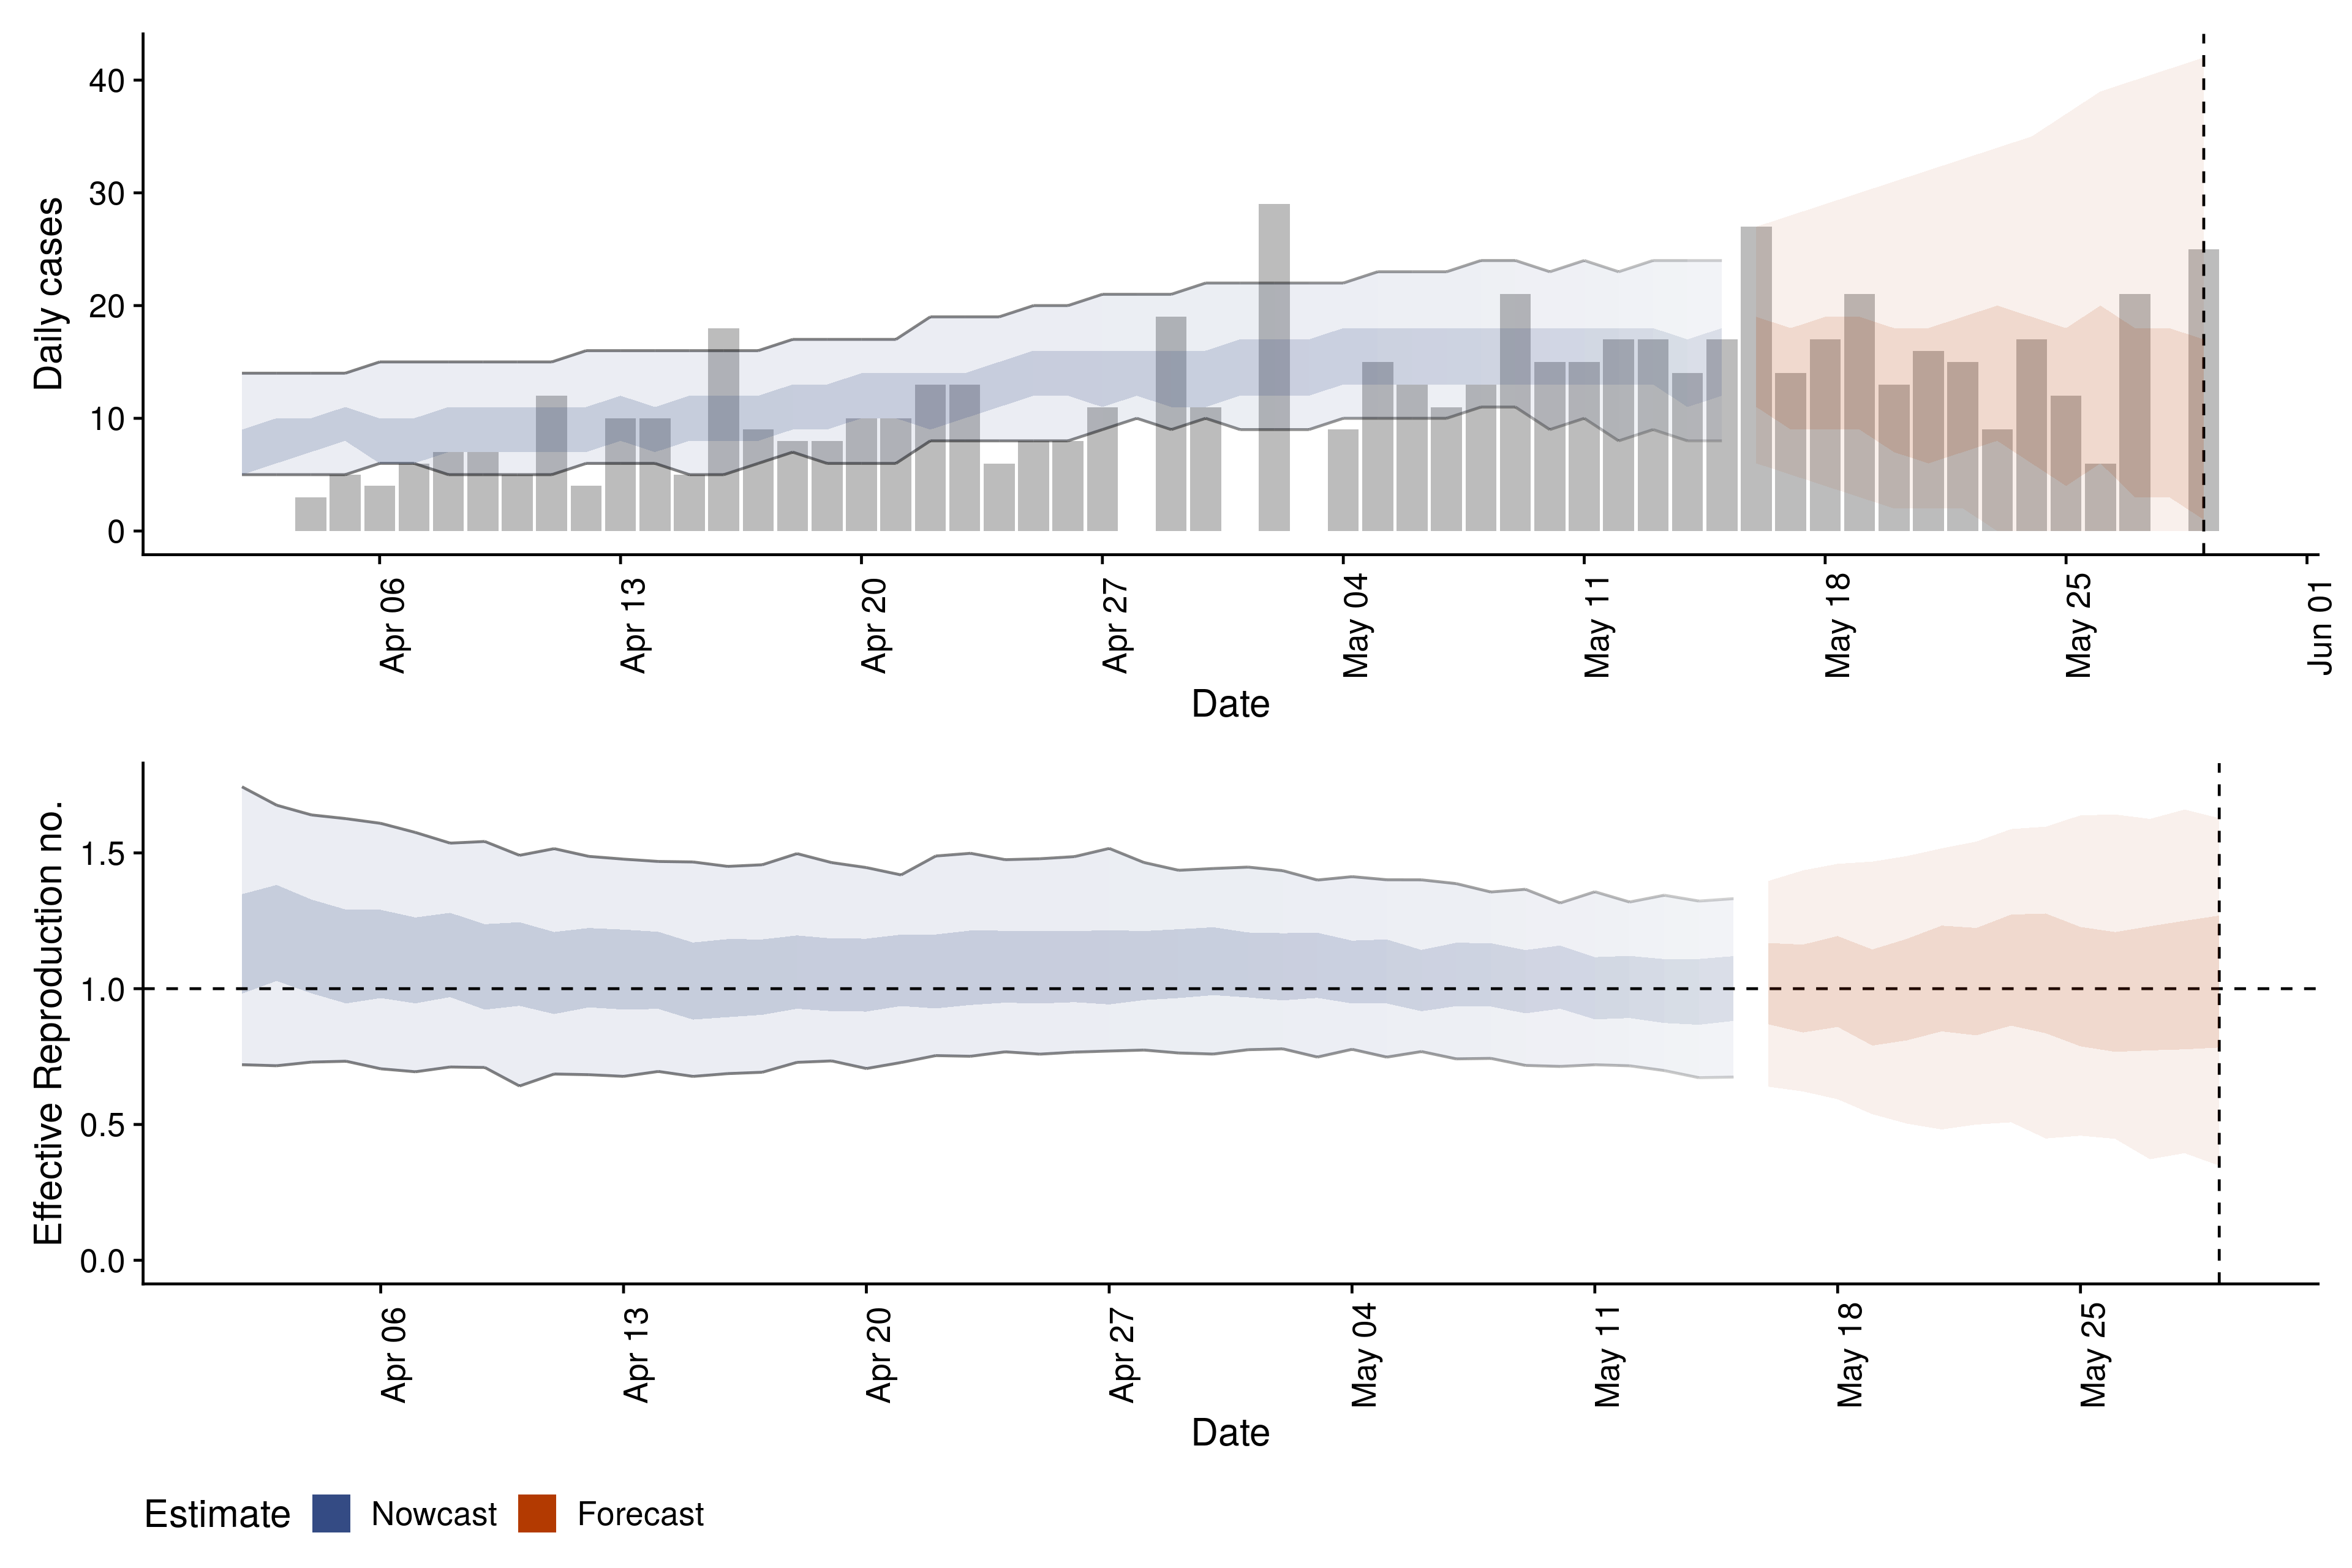 Daily cases
40
30
20
10
0
Apr 06
Apr 13
Apr 20
Apr 27
May 04
May 11
May 18
May 25
Jun 01
Date
Effective Reproduction no.
1.5
1.0
0.5
0.0
Apr 06
Apr 13
Apr 20
Apr 27
May 04
May 11
May 18
May 25
Date
Estimate Nowcast Forecast